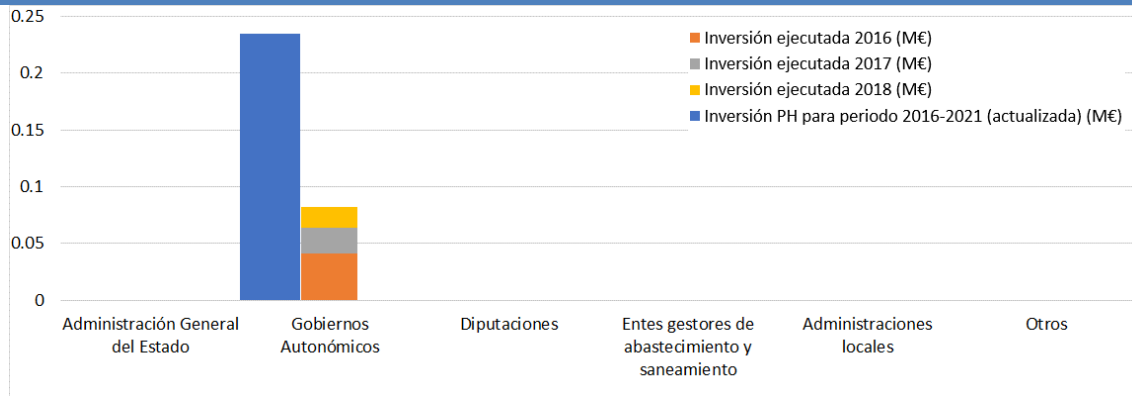 0.25
0.2
0.15
0.1
0.05
0
Inversión ejecutada 2016 (M€)
Inversión ejecutada 2017 (M€)
Inversión ejecutada 2018 (M€)
Inversión PH para periodo 2016-2021 (actualizada) (M€)
Administración General
del Estado
Gobiernos
Autonómicos
Diputaciones
Entes gestores de
abastecimiento y
saneamiento
Administraciones
locales
Otros